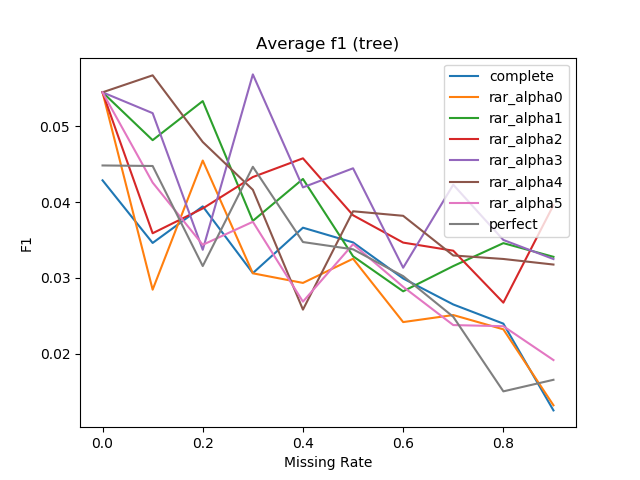 Average f1 (tree)
F1
0.05
0.04
0.03
0.02
complete
rar_alpha0
rar_alpha1
rar_alpha2
rar_alpha3
rar_alpha4
rar_alpha5
perfect
0.0 0.2 0.4 0.6 0.8
Missing Rate